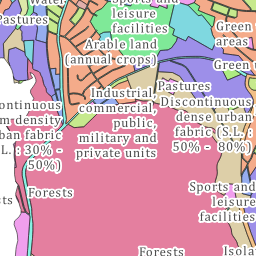 Water
Pastures
Sports and
leisure
facilities
Green
areas
Arable land
(annual crops)
Green u
Pastures
Industrial,
commercial,
public,
military and
private units
Discontinuous
dense urban
fabric (S.L. :
50% - 80%)
ontinuous
m density
ban fabric
L. : 30% -
50%)
Forests
Sports and
leisure
facilities
sts
Forests
Isola